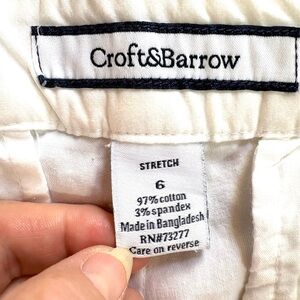 Croft&Barrow
STRETCH
6
97% cotton
3% spandex
Made in Bangladesh
RN#73277
Care on reverse